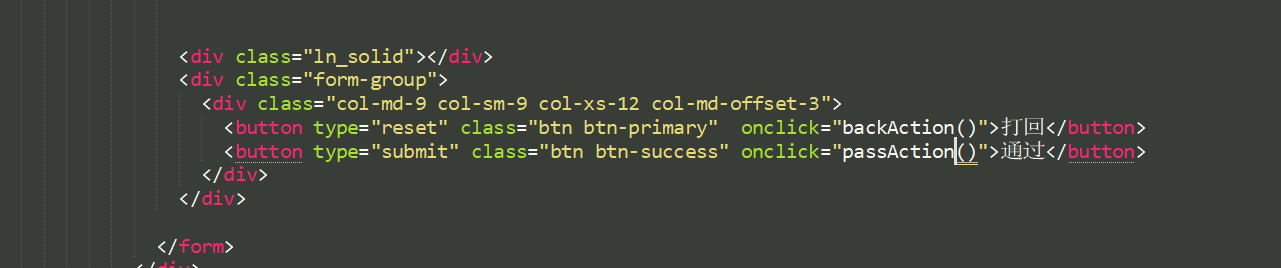 <div class="ln_solid"></div>
<div class="form-group">
<div class="col-md-9 col-sm-9 col-xs-12 col-md-offset-3">
<button type="reset" class="btn btn-primary"  onclick="backAction()">打回</button>
<button type="submit" class="btn btn-success" onclick="passAction()">通过</button>
</div>
</div>
</form>
</div>